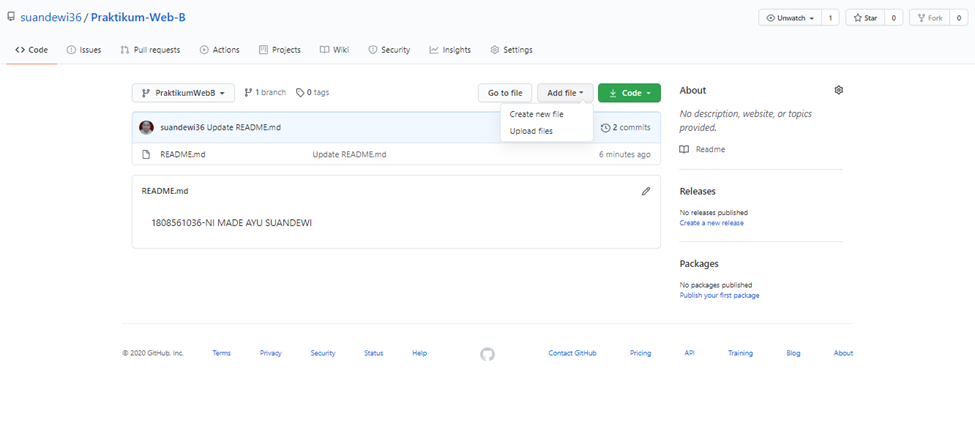 suandewi36 / Praktikum-Web-B
Unwatch 1 Star 0 Fork 0
Code Issues Pull requests Actions Projects Wiki Security Insights Settings
PraktikumWebB 1 branch 0 tags Go to file Add file Code
Create new file
Upload files
suandewi36 Update README.md 2 commits
README.md Update README.md 6 minutes ago
README.md
1808561036-NI MADE AYU SUANDEWI
About
No description, website, or topics
provided.
Readme
Releases
No releases published
Create a new release
Packages
No packages published
Publish your first package
© 2020 GitHub, Inc. Terms Privacy Security Status Help Contact GitHub Pricing API Training Blog About